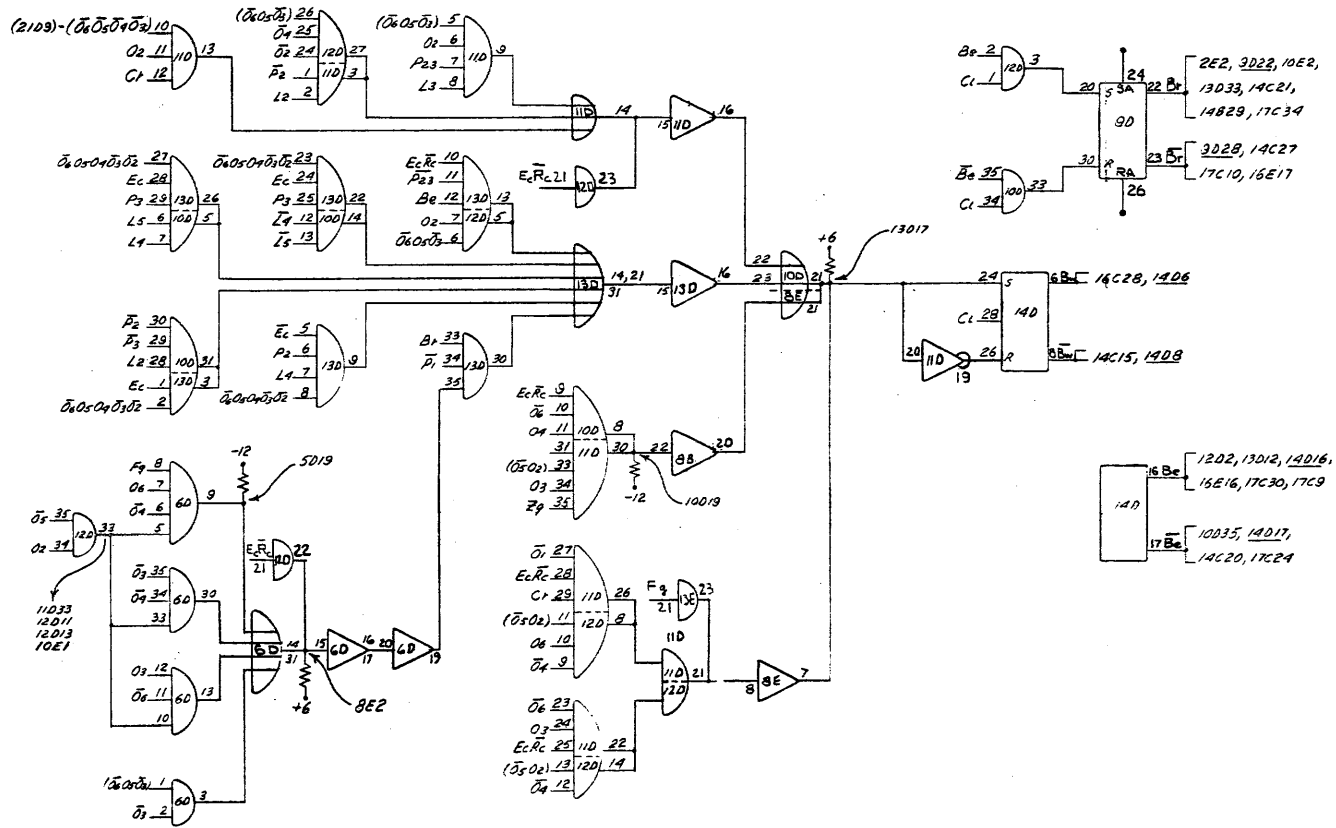 (21D9)-(Ō6Ō5Ō4Ō3) 10
O2 11
Cr 12
11D 13
(Ō6O5Ō3) 26
Ō4 25
Ō2 24
P̄2 1
L2 2
12D 27
11D 3
(Ō6O5Ō3) 5
O2 6
P23 7
L3 8
11D 9
11D 14
15 11D 16
EcR̄c 21 12D 23
Ō6O5O4Ō3Ō2 27
Ec 28
P3 29
L5 6
L4 7
13D 26
10D 5
Ō6O5O4Ō3Ō2 23
Ec 24
P3 25
L̄4 12
L̄5 13
13D 22
10D 14
EcR̄c 10
P̄23 11
Be 12
O2 7
Ō6O5Ō3 6
13D 13
12D 5
13D 14,21
31
15 13D 16
P̄2 30
P̄3 29
L2 28
Ec 1
Ō6O5O4Ō3Ō2 2
10D 31
13D 3
Ēc 5
P2 6
L4 7
Ō6O5O4Ō3Ō2 8
13D 9
Br 33
P̄1 34
35
13D 30
22
23
10D 21
8E 21
+6
13D17
Be 2
Cl 1
12D 3
B̄e 35
Cl 34
10D 33
20 S
30 R
24
SA
9D
RA
26
22 Br
23 B̄r
2E2, 3D22, 10E2,
13D33, 14C21,
14B29, 17C34
3D28, 14C27
17C10, 16E17
24 S
Cl 28
26 R
14D
6 Bm
8 B̄m
16C28, 14D6
14C15, 14D8
20 11D 19
EcR̄c 9
Ō6 10
O4 11
31
(Ō5O2) 33
O3 34
Z̄g 35
10D 8
11D 30
-12
10D19
22 8B 20
14D
16 Be
17 B̄e
12D2, 13D12, 14D16,
16E16, 17C30, 17C9
10D35, 14D17,
14C20, 17C24
Fg 8
O6 7
Ō4 6
5
6D 9
-12
5D19
Ō5 35
O2 34
12D 33
11D33
12D11
12D13
10E1
EcR̄c
21
12D 22
Ō3 35
Ō4 34
33
6D 30
O3 12
Ō6 11
10
6D 13
(Ō6O5Ō3) 1
Ō3 2
6D 3
6D 14
31
+6
8E2
15 6D 16
17
20 6D 19
Ō1 27
EcR̄c 28
Cr 29
(Ō5O2) 11
O6 10
Ō4 9
11D 26
12D 8
Fg
21
13E 23
11D
11D
12D 21
8 8E 7
Ō6 23
O3 24
EcR̄c 25
(Ō5O2) 13
Ō4 12
11D 22
12D 14